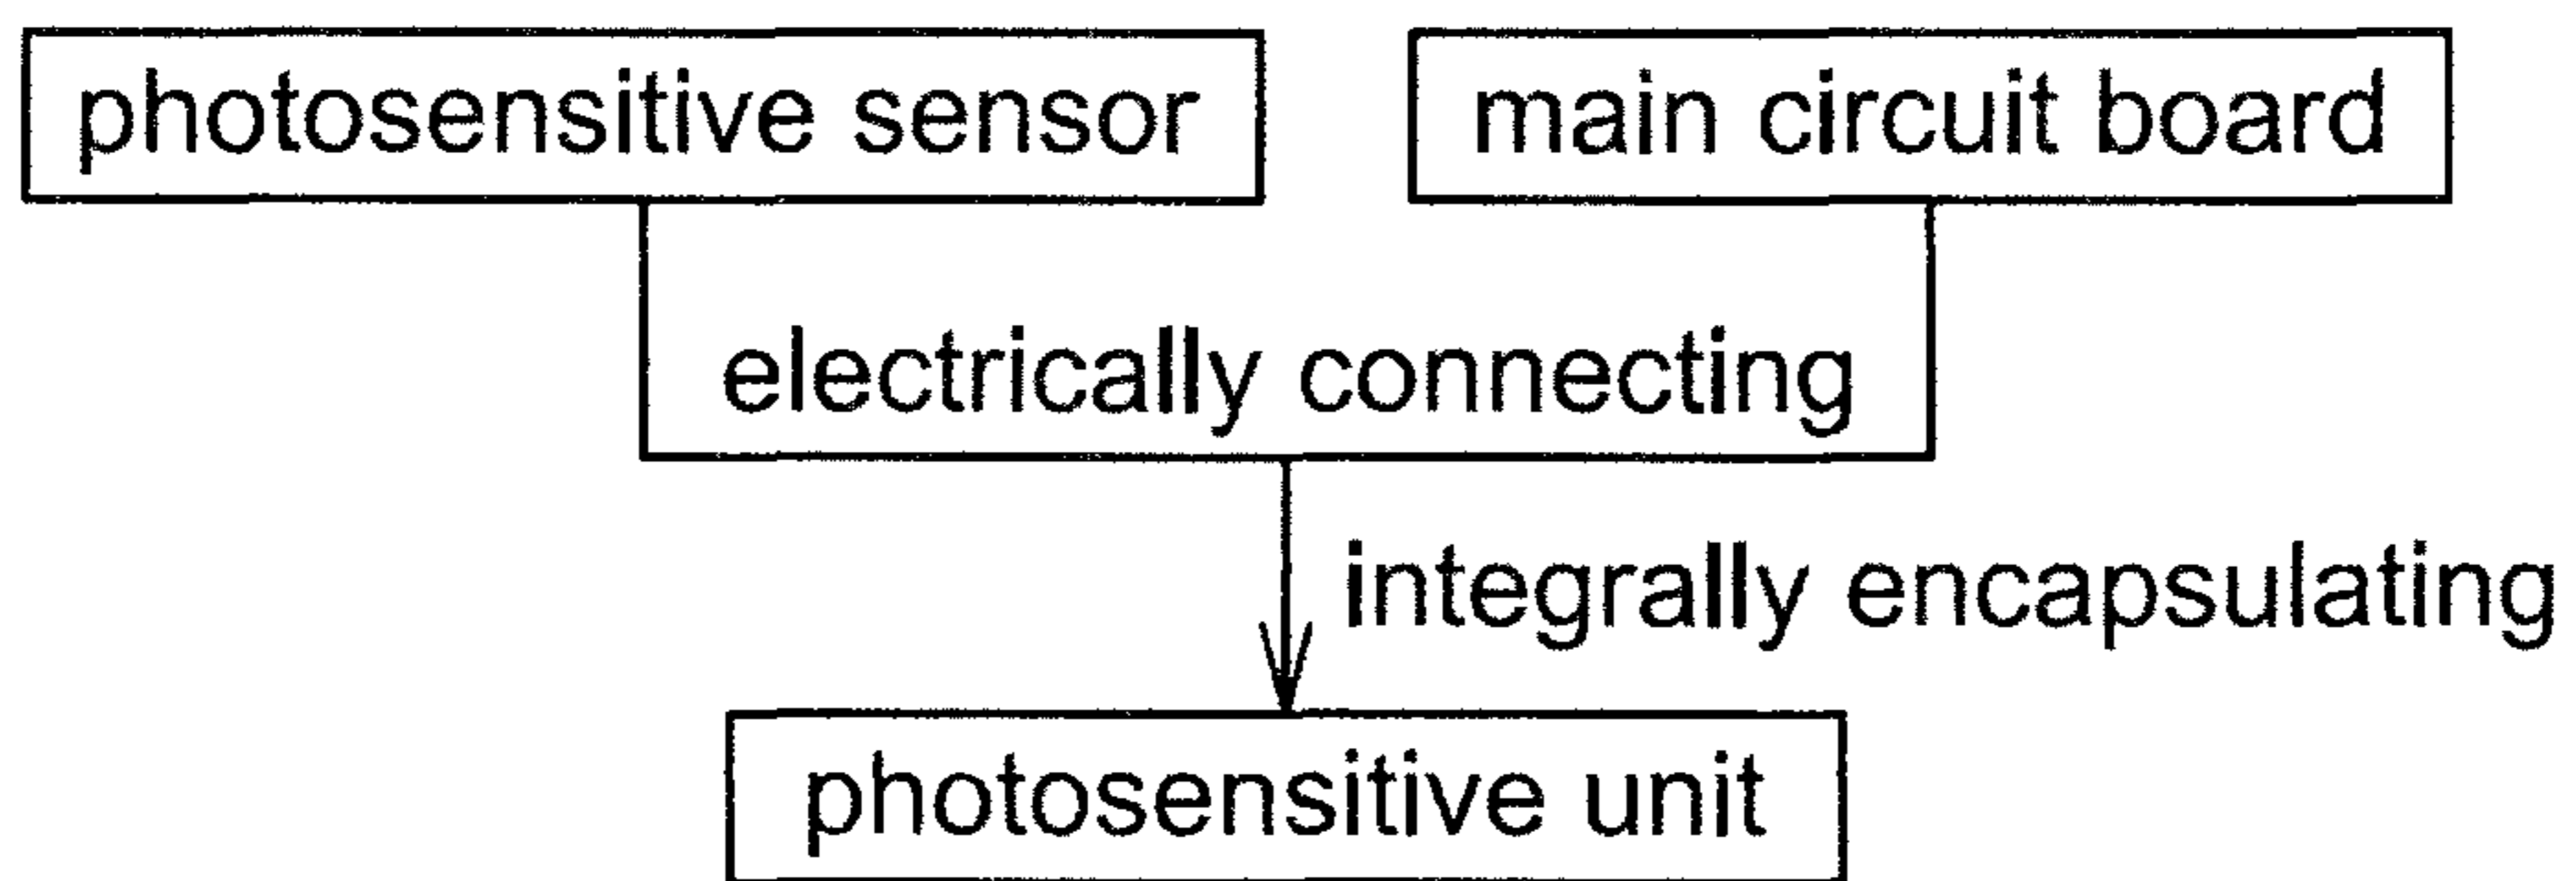 photosensitive sensor
main circuit board
electrically connecting
integrally encapsulating
photosensitive unit